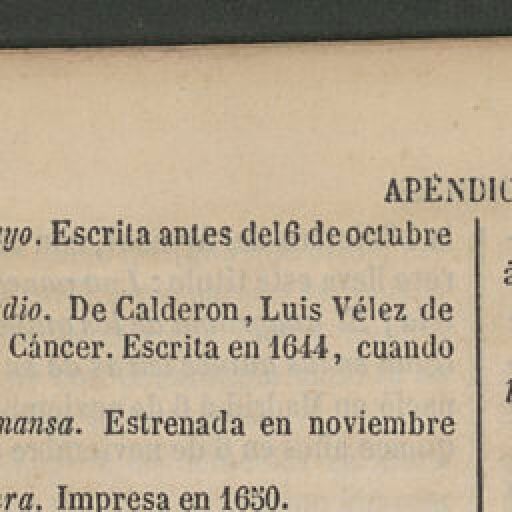 APÉNDIC
ayo. Escrita antes del 6 de octubre
dio. De Calderon, Luis Vélez de
Cáncer. Escrita en 1644, cuando
mansa. Estrenada en noviembre
era. Impresa en 1650.